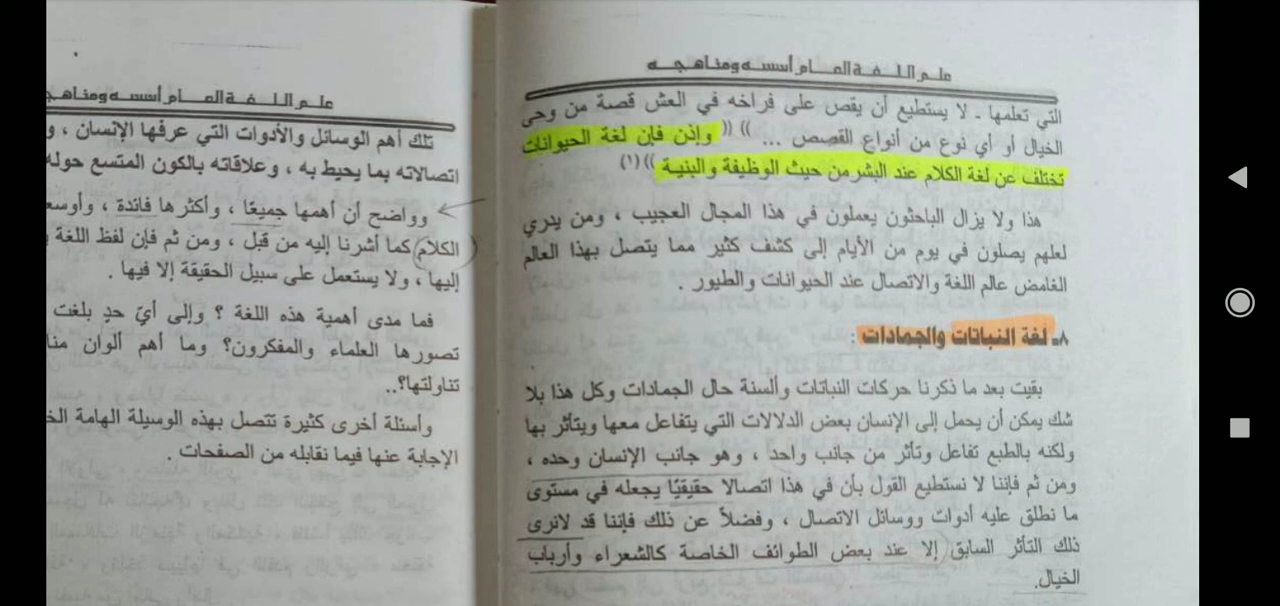 علم اللغة العام أسسه ومناهجه
التي تعلمها ـ لا يستطيع أن يقص على فراخه في العش قصة من وحى
الخيال أو أي نوع من أنواع القصص ... )) (( وإذن فإن لغة الحيوانات
تختلف عن لغة الكلام عند البشر من حيث الوظيفة والبنية )) (١)
هذا ولا يزال الباحثون يعملون في هذا المجال العجيب ، ومن يدري
لعلهم يصلون في يوم من الأيام إلى كشف كثير مما يتصل بهذا العالم
الغامض عالم اللغة والاتصال عند الحيوانات والطيور .
٨ـ لغة النباتات والجمادات :
بقيت بعد ما ذكرنا حركات النباتات وألسنة حال الجمادات وكل هذا بلا
شك يمكن أن يحمل إلى الإنسان بعض الدلالات التي يتفاعل معها ويتأثر بها
ولكنه بالطبع تفاعل وتأثر من جانب واحد ، وهو جانب الإنسان وحده ،
ومن ثم فإننا لا نستطيع القول بأن في هذا اتصالا حقيقيًا يجعله في مستوى
ما نطلق عليه أدوات ووسائل الاتصال ، وفضلاً عن ذلك فإننا قد لانرى
ذلك التأثر السابق إلا عند بعض الطوائف الخاصة كالشعراء وأرباب
الخيال.
علم اللغة العام أسسه ومناهجه
تلك أهم الوسائل والأدوات التي عرفها الإنسان ، و
اتصالاته بما يحيط به ، وعلاقاته بالكون المتسع حوله
وواضح أن أهمها جميعًا ، وأكثرها فائدة ، وأوسع
الكلام كما أشرنا إليه من قبل ، ومن ثم فإن لفظ اللغة
إليها ، ولا يستعمل على سبيل الحقيقة إلا فيها .
فما مدى أهمية هذه اللغة ؟ وإلى أيّ حدٍ بلغت
تصورها العلماء والمفكرون؟ وما أهم ألوان منا
تناولتها؟..
وأسئلة أخرى كثيرة تتصل بهذه الوسيلة الهامة الخ
الإجابة عنها فيما نقابله من الصفحات .